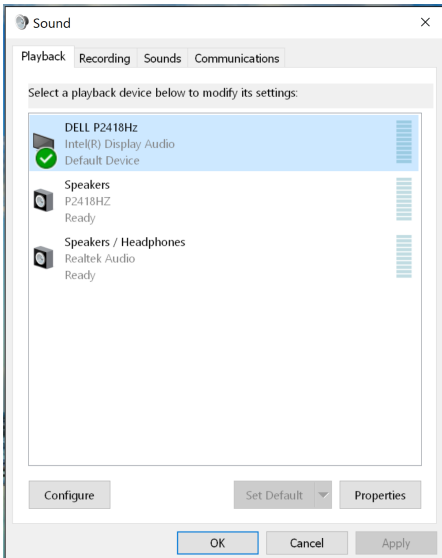 Sound
Playback Recording Sounds Communications
Select a playback device below to modify its settings:
DELL P2418Hz
Intel(R) Display Audio
Default Device
Speakers
P2418HZ
Ready
Speakers / Headphones
Realtek Audio
Ready
Configure Set Default Properties
OK Cancel Apply